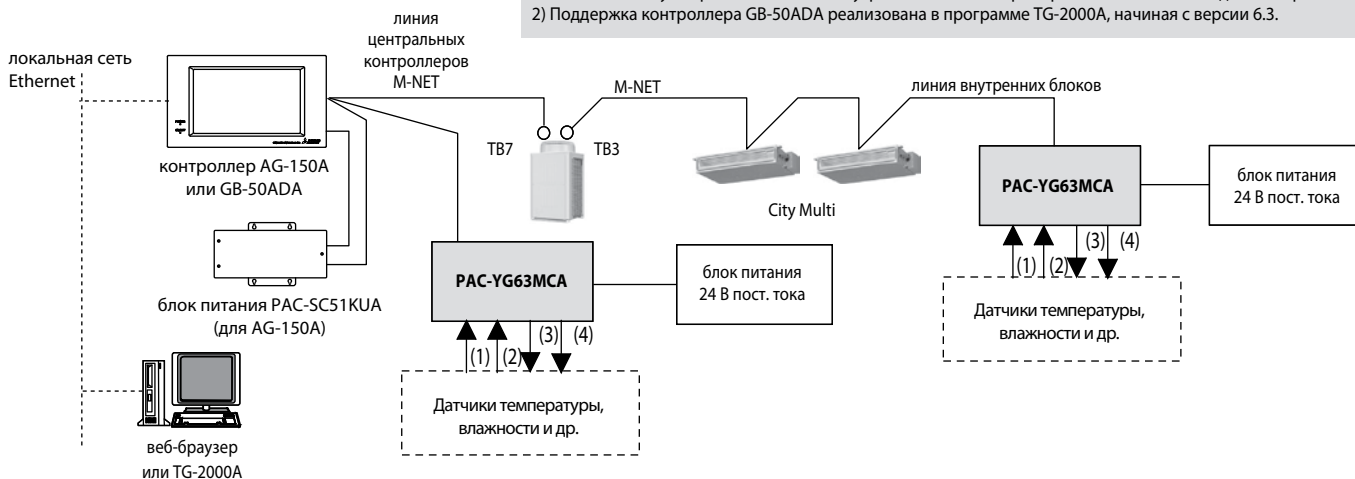 2) Поддержка контроллера GB-50ADA реализована в программе TG-2000A, начиная с версии 6.3.
локальная сеть
Ethernet
линия
центральных
контроллеров
M-NET
M-NET
линия внутренних блоков
TB7
TB3
контроллер AG-150A
или GB-50ADA
City Multi
PAC-YG63MCA
блок питания
24 В пост. тока
(1)
(2)
(3)
(4)
Датчики температуры,
влажности и др.
блок питания PAC-SC51KUA
(для AG-150A)
PAC-YG63MCA
блок питания
24 В пост. тока
(1)
(2)
(3)
(4)
Датчики температуры,
влажности и др.
веб-браузер
или TG-2000A